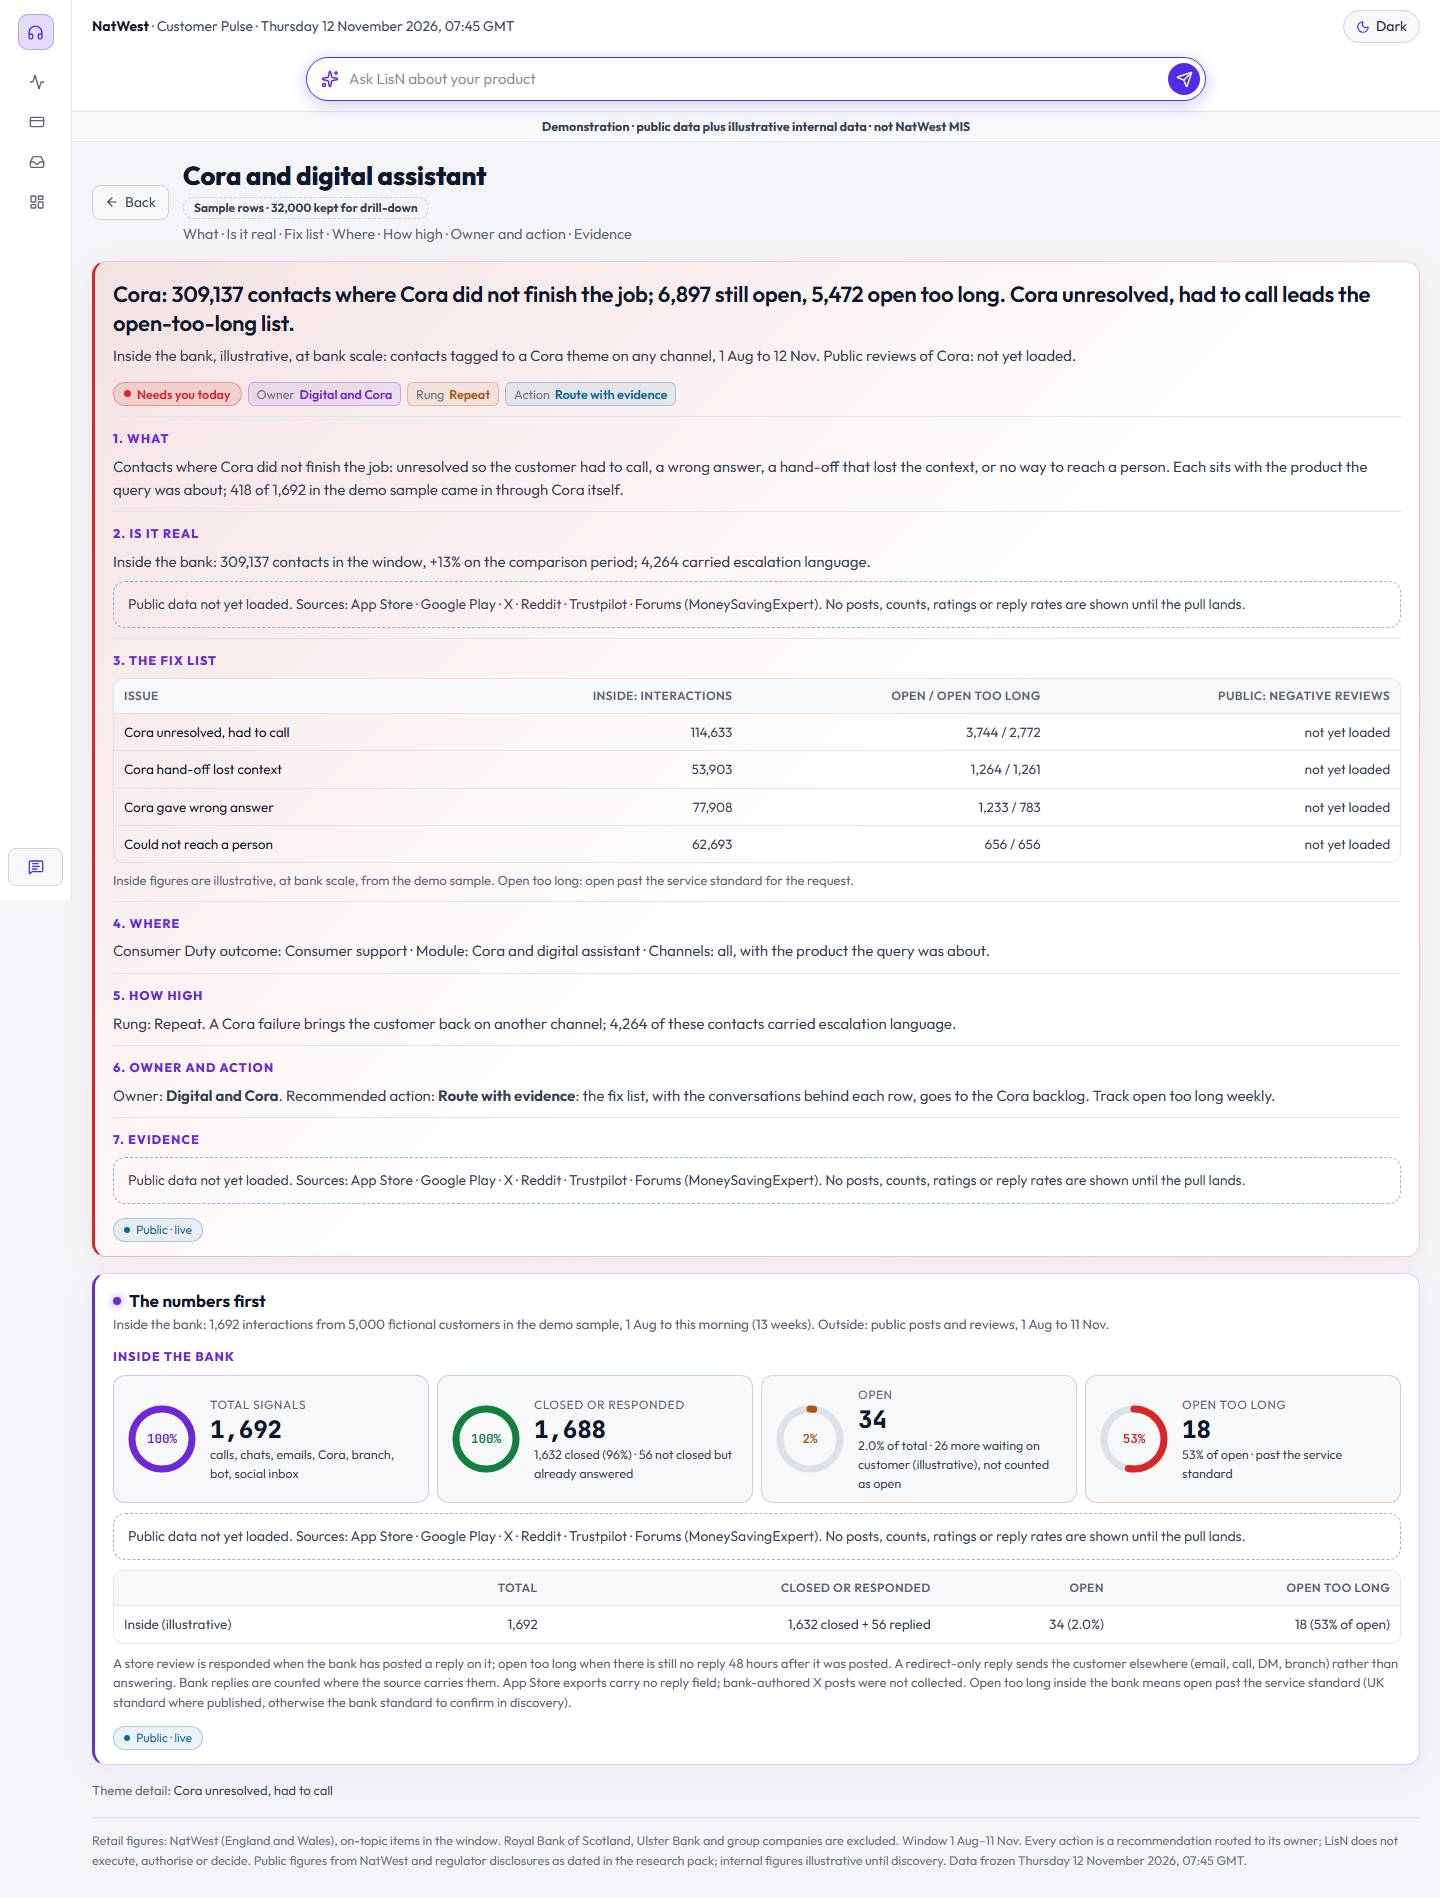 NatWest · Customer Pulse · Thursday 12 November 2026, 07:45 GMT
Dark
Ask LisN about your product
Demonstration · public data plus illustrative internal data · not NatWest MIS
Back
Cora and digital assistant
Sample rows · 32,000 kept for drill-down
What · Is it real · Fix list · Where · How high · Owner and action · Evidence
Cora: 309,137 contacts where Cora did not finish the job; 6,897 still open, 5,472 open too long. Cora unresolved, had to call leads the
open-too-long list.
Inside the bank, illustrative, at bank scale: contacts tagged to a Cora theme on any channel, 1 Aug to 12 Nov. Public reviews of Cora: not yet loaded.
Needs you today
Owner Digital and Cora
Rung Repeat
Action Route with evidence
1. WHAT
Contacts where Cora did not finish the job: unresolved so the customer had to call, a wrong answer, a hand-off that lost the context, or no way to reach a person. Each sits with the product the
query was about; 418 of 1,692 in the demo sample came in through Cora itself.
2. IS IT REAL
Inside the bank: 309,137 contacts in the window, +13% on the comparison period; 4,264 carried escalation language.
Public data not yet loaded. Sources: App Store · Google Play · X · Reddit · Trustpilot · Forums (MoneySavingExpert). No posts, counts, ratings or reply rates are shown until the pull lands.
3. THE FIX LIST
ISSUE INSIDE: INTERACTIONS OPEN / OPEN TOO LONG PUBLIC: NEGATIVE REVIEWS
Cora unresolved, had to call 114,633 3,744 / 2,772 not yet loaded
Cora hand-off lost context 53,903 1,264 / 1,261 not yet loaded
Cora gave wrong answer 77,908 1,233 / 783 not yet loaded
Could not reach a person 62,693 656 / 656 not yet loaded
Inside figures are illustrative, at bank scale, from the demo sample. Open too long: open past the service standard for the request.
4. WHERE
Consumer Duty outcome: Consumer support · Module: Cora and digital assistant · Channels: all, with the product the query was about.
5. HOW HIGH
Rung: Repeat. A Cora failure brings the customer back on another channel; 4,264 of these contacts carried escalation language.
6. OWNER AND ACTION
Owner: Digital and Cora. Recommended action: Route with evidence: the fix list, with the conversations behind each row, goes to the Cora backlog. Track open too long weekly.
7. EVIDENCE
Public data not yet loaded. Sources: App Store · Google Play · X · Reddit · Trustpilot · Forums (MoneySavingExpert). No posts, counts, ratings or reply rates are shown until the pull lands.
Public · live
The numbers first
Inside the bank: 1,692 interactions from 5,000 fictional customers in the demo sample, 1 Aug to this morning (13 weeks). Outside: public posts and reviews, 1 Aug to 11 Nov.
INSIDE THE BANK
100%
TOTAL SIGNALS
1,692
calls, chats, emails, Cora, branch,
bot, social inbox
100%
CLOSED OR RESPONDED
1,688
1,632 closed (96%) · 56 not closed but
already answered
2%
OPEN
34
2.0% of total · 26 more waiting on
customer (illustrative), not counted
as open
53%
OPEN TOO LONG
18
53% of open · past the service
standard
Public data not yet loaded. Sources: App Store · Google Play · X · Reddit · Trustpilot · Forums (MoneySavingExpert). No posts, counts, ratings or reply rates are shown until the pull lands.
TOTAL CLOSED OR RESPONDED OPEN OPEN TOO LONG
Inside (illustrative) 1,692 1,632 closed + 56 replied 34 (2.0%) 18 (53% of open)
A store review is responded when the bank has posted a reply on it; open too long when there is still no reply 48 hours after it was posted. A redirect-only reply sends the customer elsewhere (email, call, DM, branch) rather than
answering. Bank replies are counted where the source carries them. App Store exports carry no reply field; bank-authored X posts were not collected. Open too long inside the bank means open past the service standard (UK
standard where published, otherwise the bank standard to confirm in discovery).
Public · live
Theme detail: Cora unresolved, had to call
Retail figures: NatWest (England and Wales), on-topic items in the window. Royal Bank of Scotland, Ulster Bank and group companies are excluded. Window 1 Aug–11 Nov. Every action is a recommendation routed to its owner; LisN does not
execute, authorise or decide. Public figures from NatWest and regulator disclosures as dated in the research pack; internal figures illustrative until discovery. Data frozen Thursday 12 November 2026, 07:45 GMT.